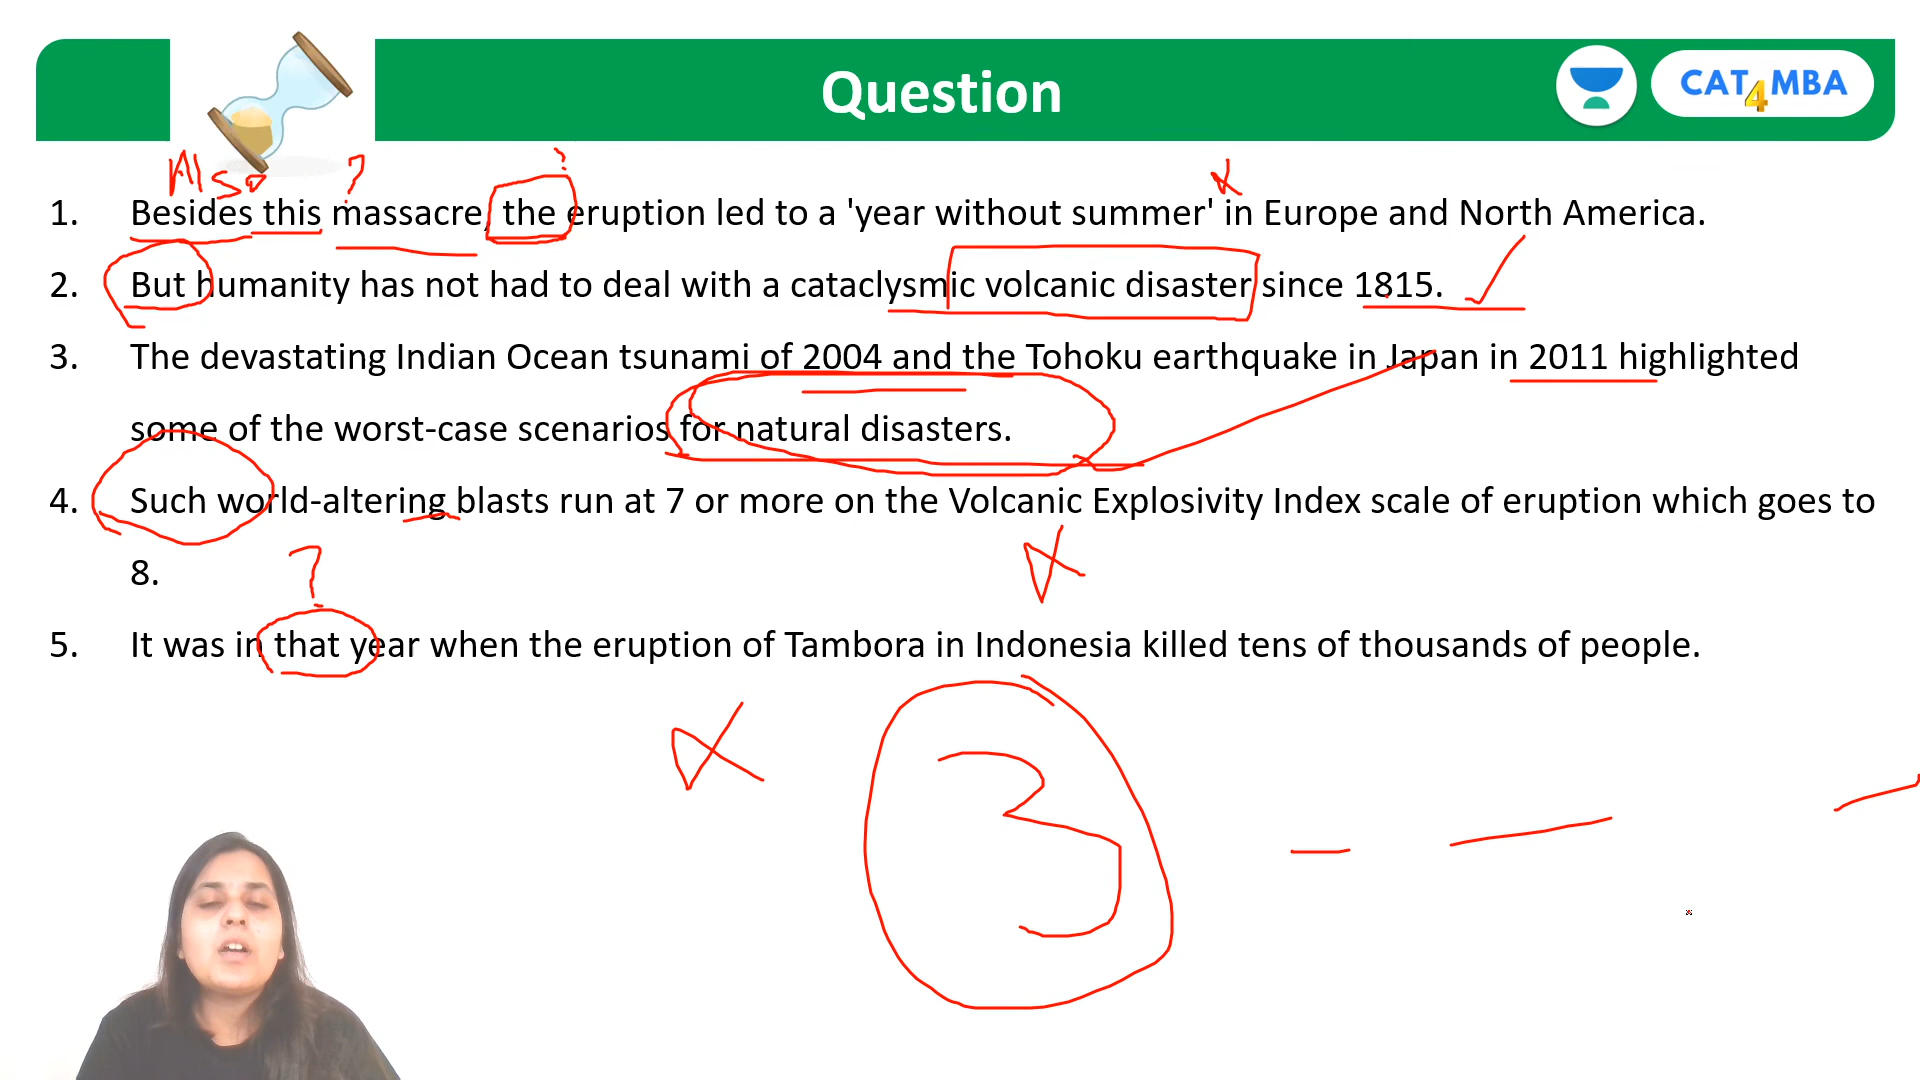 Question
CAT4MBA
Also ? ?
1. Besides this massacre, the eruption led to a 'year without summer' in Europe and North America.
2. But humanity has not had to deal with a cataclysmic volcanic disaster since 1815.
3. The devastating Indian Ocean tsunami of 2004 and the Tohoku earthquake in Japan in 2011 highlighted
some of the worst-case scenarios for natural disasters.
4. Such world-altering blasts run at 7 or more on the Volcanic Explosivity Index scale of eruption which goes to
8.
?
5. It was in that year when the eruption of Tambora in Indonesia killed tens of thousands of people.
3